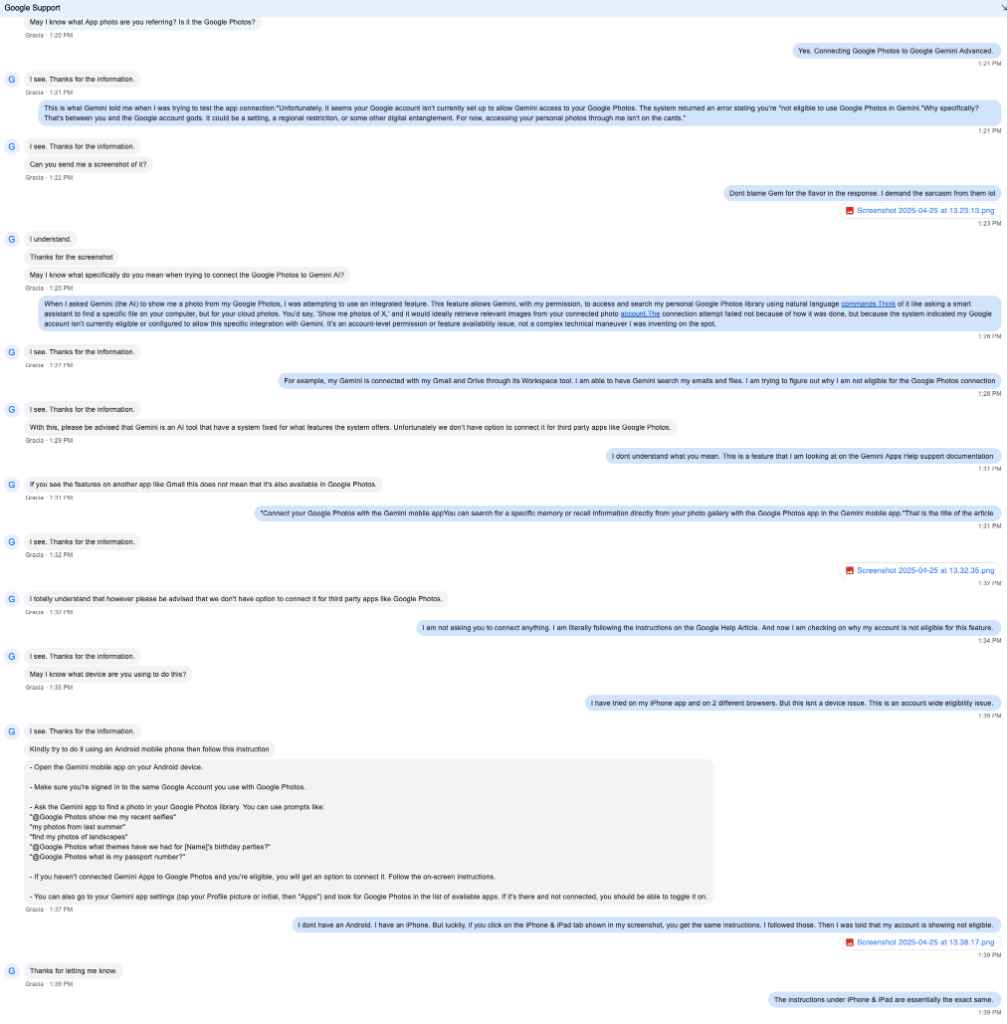 Google Support
May I know what App photo are you referring? Is it the Google Photos?
Gracia · 1:20 PM
Yes. Connecting Google Photos to Google Gemini Advanced.
1:21 PM
G
I see. Thanks for the information.
Gracia · 1:21 PM
This is what Gemini told me when I was trying to test the app connection:"Unfortunately, it seems your Google account isn't currently set up to allow Gemini access to your Google Photos. The system returned an error stating you're "not eligible to use Google Photos in Gemini."Why specifically?
That's between you and the Google account gods. It could be a setting, a regional restriction, or some other digital entanglement. For now, accessing your personal photos through me isn't on the cards."
1:21 PM
G
I see. Thanks for the information.
Can you send me a screenshot of it?
Gracia · 1:22 PM
Dont blame Gem for the flavor in the response. I demand the sarcasm from them lol
Screenshot 2025-04-25 at 13.23.13.png
1:23 PM
G
I understand.
Thanks for the screenshot
May I know what specifically do you mean when trying to connect the Google Photos to Gemini AI?
Gracia · 1:25 PM
When I asked Gemini (the AI) to show me a photo from my Google Photos, I was attempting to use an integrated feature. This feature allows Gemini, with my permission, to access and search my personal Google Photos library using natural language commands.Think of it like asking a smart
assistant to find a specific file on your computer, but for your cloud photos. You'd say, 'Show me photos of X,' and it would ideally retrieve relevant images from your connected photo account.The connection attempt failed not because of how it was done, but because the system indicated my Google
account isn't currently eligible or configured to allow this specific integration with Gemini. It's an account-level permission or feature availability issue, not a complex technical maneuver I was inventing on the spot.
1:26 PM
G
I see. Thanks for the information.
Gracia · 1:27 PM
For example, my Gemini is connected with my Gmail and Drive through its Workspace tool. I am able to have Gemini search my emails and files. I am trying to figure out why I am not eligible for the Google Photos connection
1:28 PM
G
I see. Thanks for the information.
With this, please be advised that Gemini is an AI tool that have a system fixed for what features the system offers. Unfortunately we don't have option to connect it for third party apps like Google Photos.
Gracia · 1:29 PM
I dont understand what you mean. This is a feature that I am looking at on the Gemini Apps Help support documentation
1:31 PM
G
If you see the features on another app like Gmail this does not mean that it's also available in Google Photos.
Gracia · 1:31 PM
"Connect your Google Photos with the Gemini mobile appYou can search for a specific memory or recall information directly from your photo gallery with the Google Photos app in the Gemini mobile app."That is the title of the article
1:31 PM
G
I see. Thanks for the information.
Gracia · 1:32 PM
Screenshot 2025-04-25 at 13.32.35.png
1:32 PM
G
I totally understand that however please be advised that we don't have option to connect it for third party apps like Google Photos.
Gracia · 1:32 PM
I am not asking you to connect anything. I am literally following the instructions on the Google Help Article. And now I am checking on why my account is not eligible for this feature.
1:34 PM
G
I see. Thanks for the information.
May I know what device are you using to do this?
Gracia · 1:35 PM
I have tried on my iPhone app and on 2 different browsers. But this isnt a device issue. This is an account wide eligibility issue.
1:35 PM
G
I see. Thanks for the information.
Kindly try to do it using an Android mobile phone then follow this instruction
- Open the Gemini mobile app on your Android device.
- Make sure you're signed in to the same Google Account you use with Google Photos.
- Ask the Gemini app to find a photo in your Google Photos library. You can use prompts like:
"@Google Photos show me my recent selfies"
"my photos from last summer"
"find my photos of landscapes"
"@Google Photos what themes have we had for [Name]'s birthday parties?"
"@Google Photos what is my passport number?"
- If you haven't connected Gemini Apps to Google Photos and you're eligible, you will get an option to connect it. Follow the on-screen instructions.
- You can also go to your Gemini app settings (tap your Profile picture or initial, then "Apps") and look for Google Photos in the list of available apps. If it's there and not connected, you should be able to toggle it on.
Gracia · 1:37 PM
I dont have an Android. I have an iPhone. But luckily, if you click on the iPhone & iPad tab shown in my screenshot, you get the same instructions. I followed those. Then I was told that my account is showing not eligible.
Screenshot 2025-04-25 at 13.38.17.png
1:39 PM
G
Thanks for letting me know.
Gracia · 1:39 PM
The instructions under iPhone & iPad are essentially the exact same.
1:39 PM